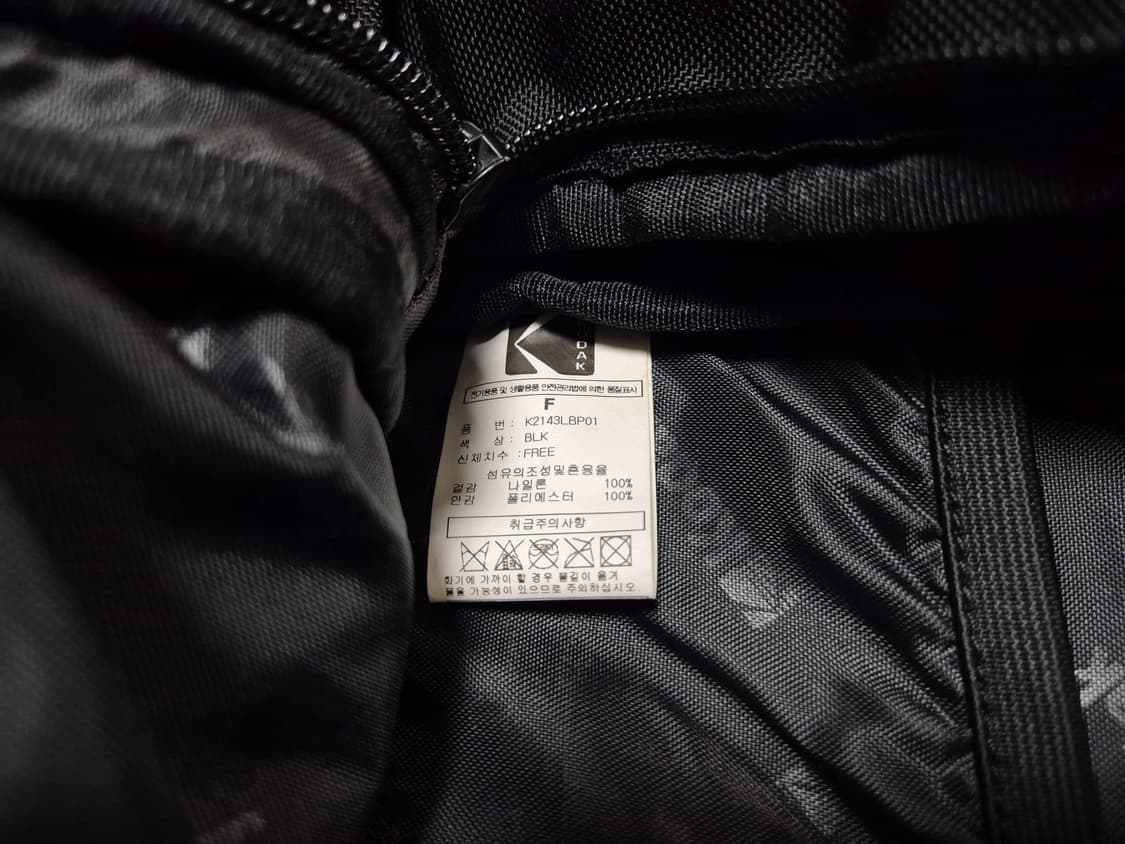 KODAK
전기용품 및 생활용품 안전관리법에 의한 품질표시
F
품 번 : K2143LBP01
색 상 : BLK
신체치수 : FREE
섬유의조성및혼용율
겉감 나일론 100%
안감 폴리에스터 100%
취급주의사항
화기에 가까이 할 경우 불길이 옮겨
붙을 가능성이 있으므로 주의하십시오.